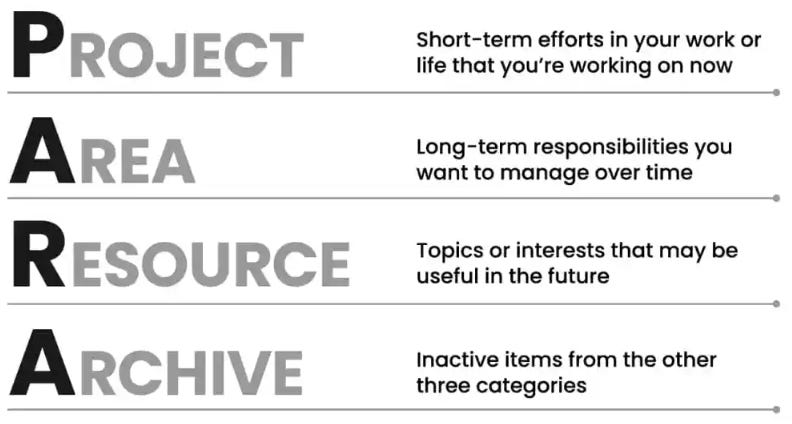 PROJECT
Short-term efforts in your work or
life that you’re working on now
AREA
Long-term responsibilities you
want to manage over time
RESOURCE
Topics or interests that may be
useful in the future
ARCHIVE
Inactive items from the other
three categories